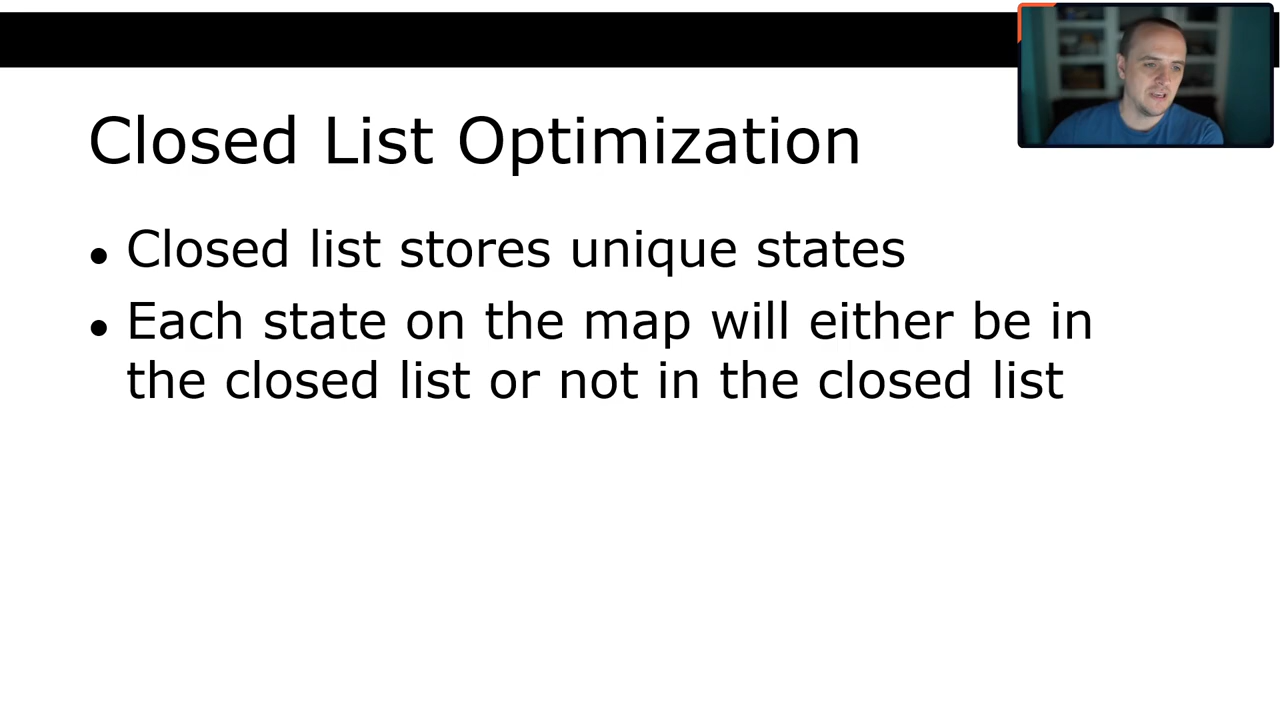 Closed List Optimization
• Closed list stores unique states
• Each state on the map will either be in
the closed list or not in the closed list